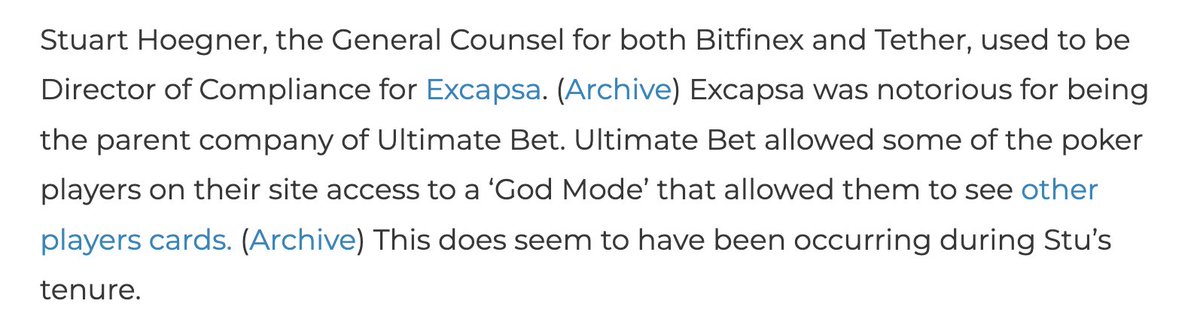 Stuart Hoegner, the General Counsel for both Bitfinex and Tether, used to be
Director of Compliance for Excapsa. (Archive) Excapsa was notorious for being
the parent company of Ultimate Bet. Ultimate Bet allowed some of the poker
players on their site access to a ‘God Mode’ that allowed them to see other
players cards. (Archive) This does seem to have been occurring during Stu’s
tenure.